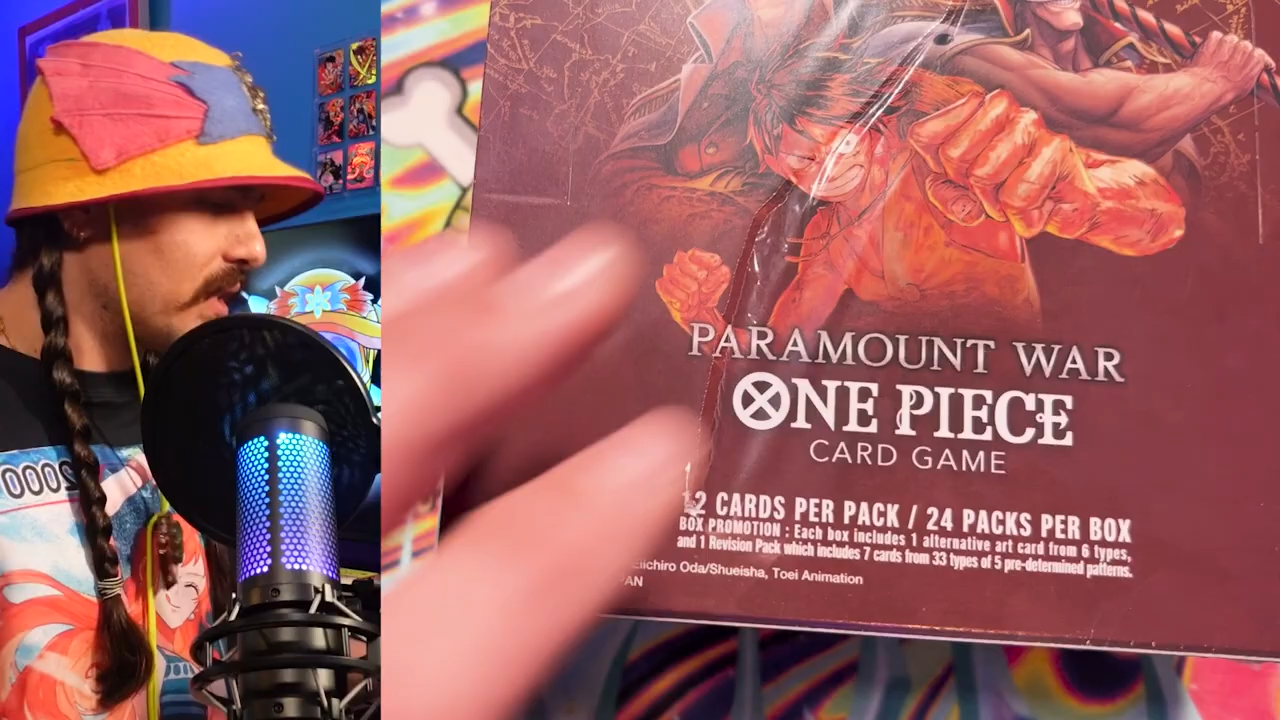 PARAMOUNT WAR
ONE PIECE
CARD GAME
12 CARDS PER PACK / 24 PACKS PER BOX
BOX PROMOTION : Each box includes 1 alternative art card from 6 types,
and 1 Revision Pack which includes 7 cards from 33 types of 5 pre-determined patterns.
Eiichiro Oda/Shueisha, Toei Animation